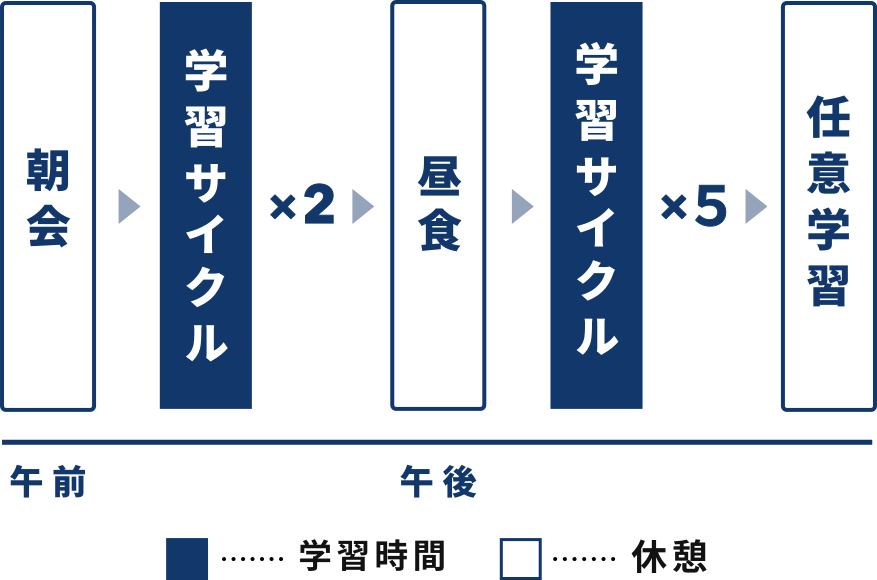 朝会
学習サイクル
×2
昼食
学習サイクル
×5
任意学習
午前
午後
....... 学習時間
....... 休憩